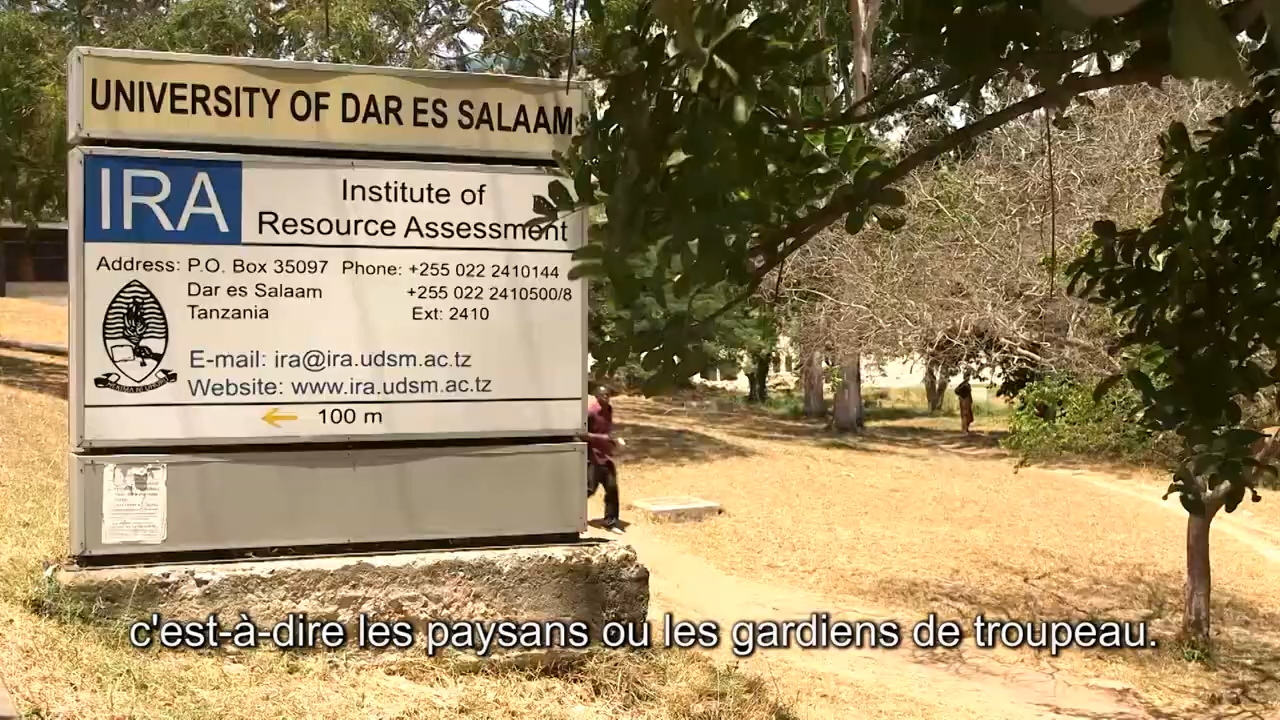 UNIVERSITY OF DAR ES SALAAM
IRA
Institute of
Resource Assessment
Address: P.O. Box 35097 Phone: +255 022 2410144
Dar es Salaam +255 022 2410500/8
Tanzania Ext: 2410
E-mail: ira@ira.udsm.ac.tz
Website: www.ira.udsm.ac.tz
100 m
c'est-à-dire les paysans ou les gardiens de troupeau.